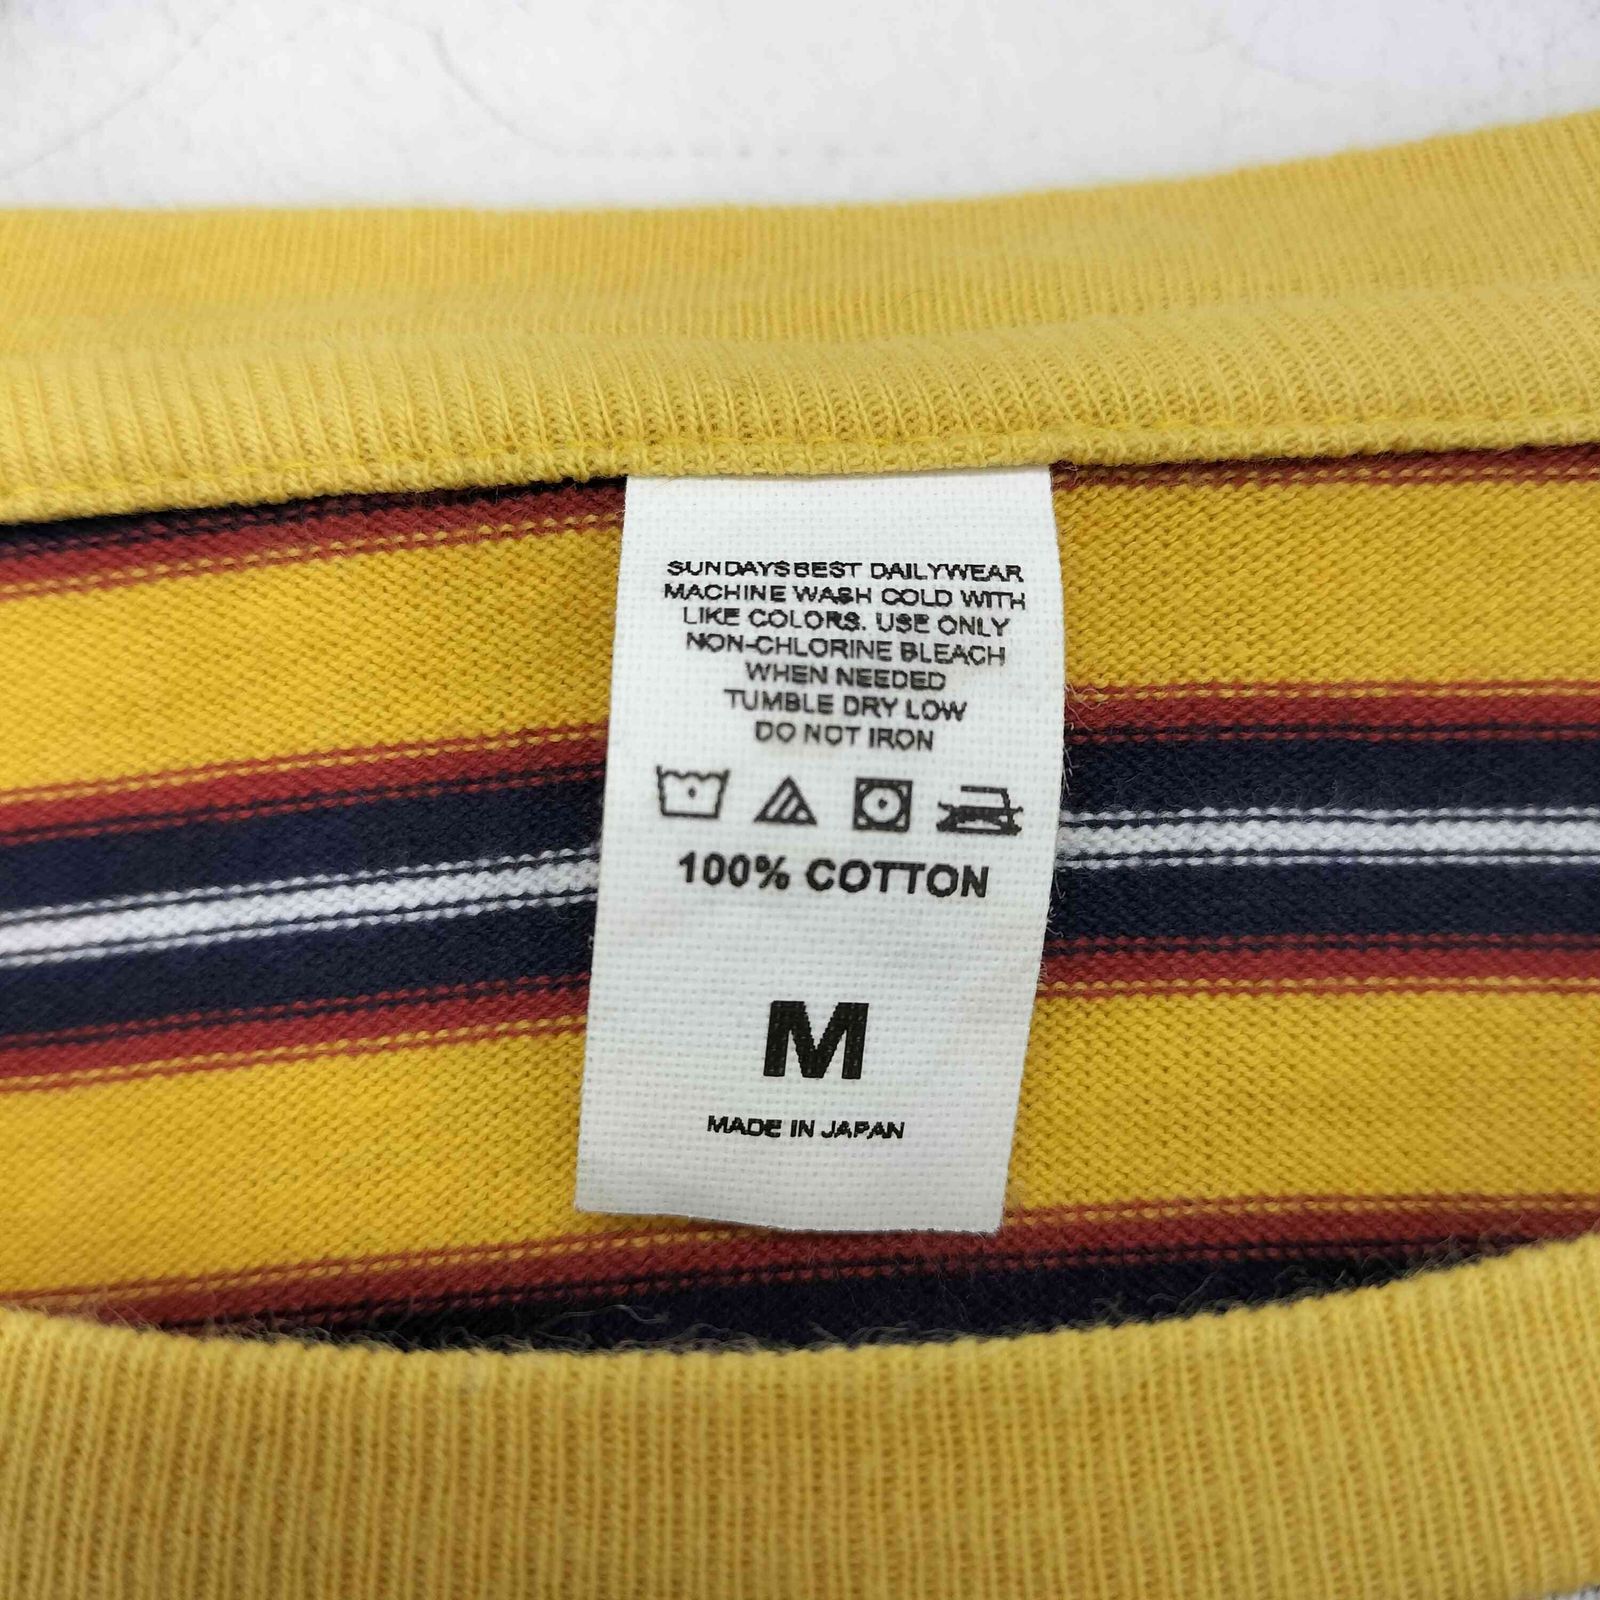 SUNDAYSBEST DAILYWEAR
MACHINE WASH COLD WITH
LIKE COLORS. USE ONLY
NON-CHLORINE BLEACH
WHEN NEEDED
TUMBLE DRY LOW
DO NOT IRON
100% COTTON
M
MADE IN JAPAN